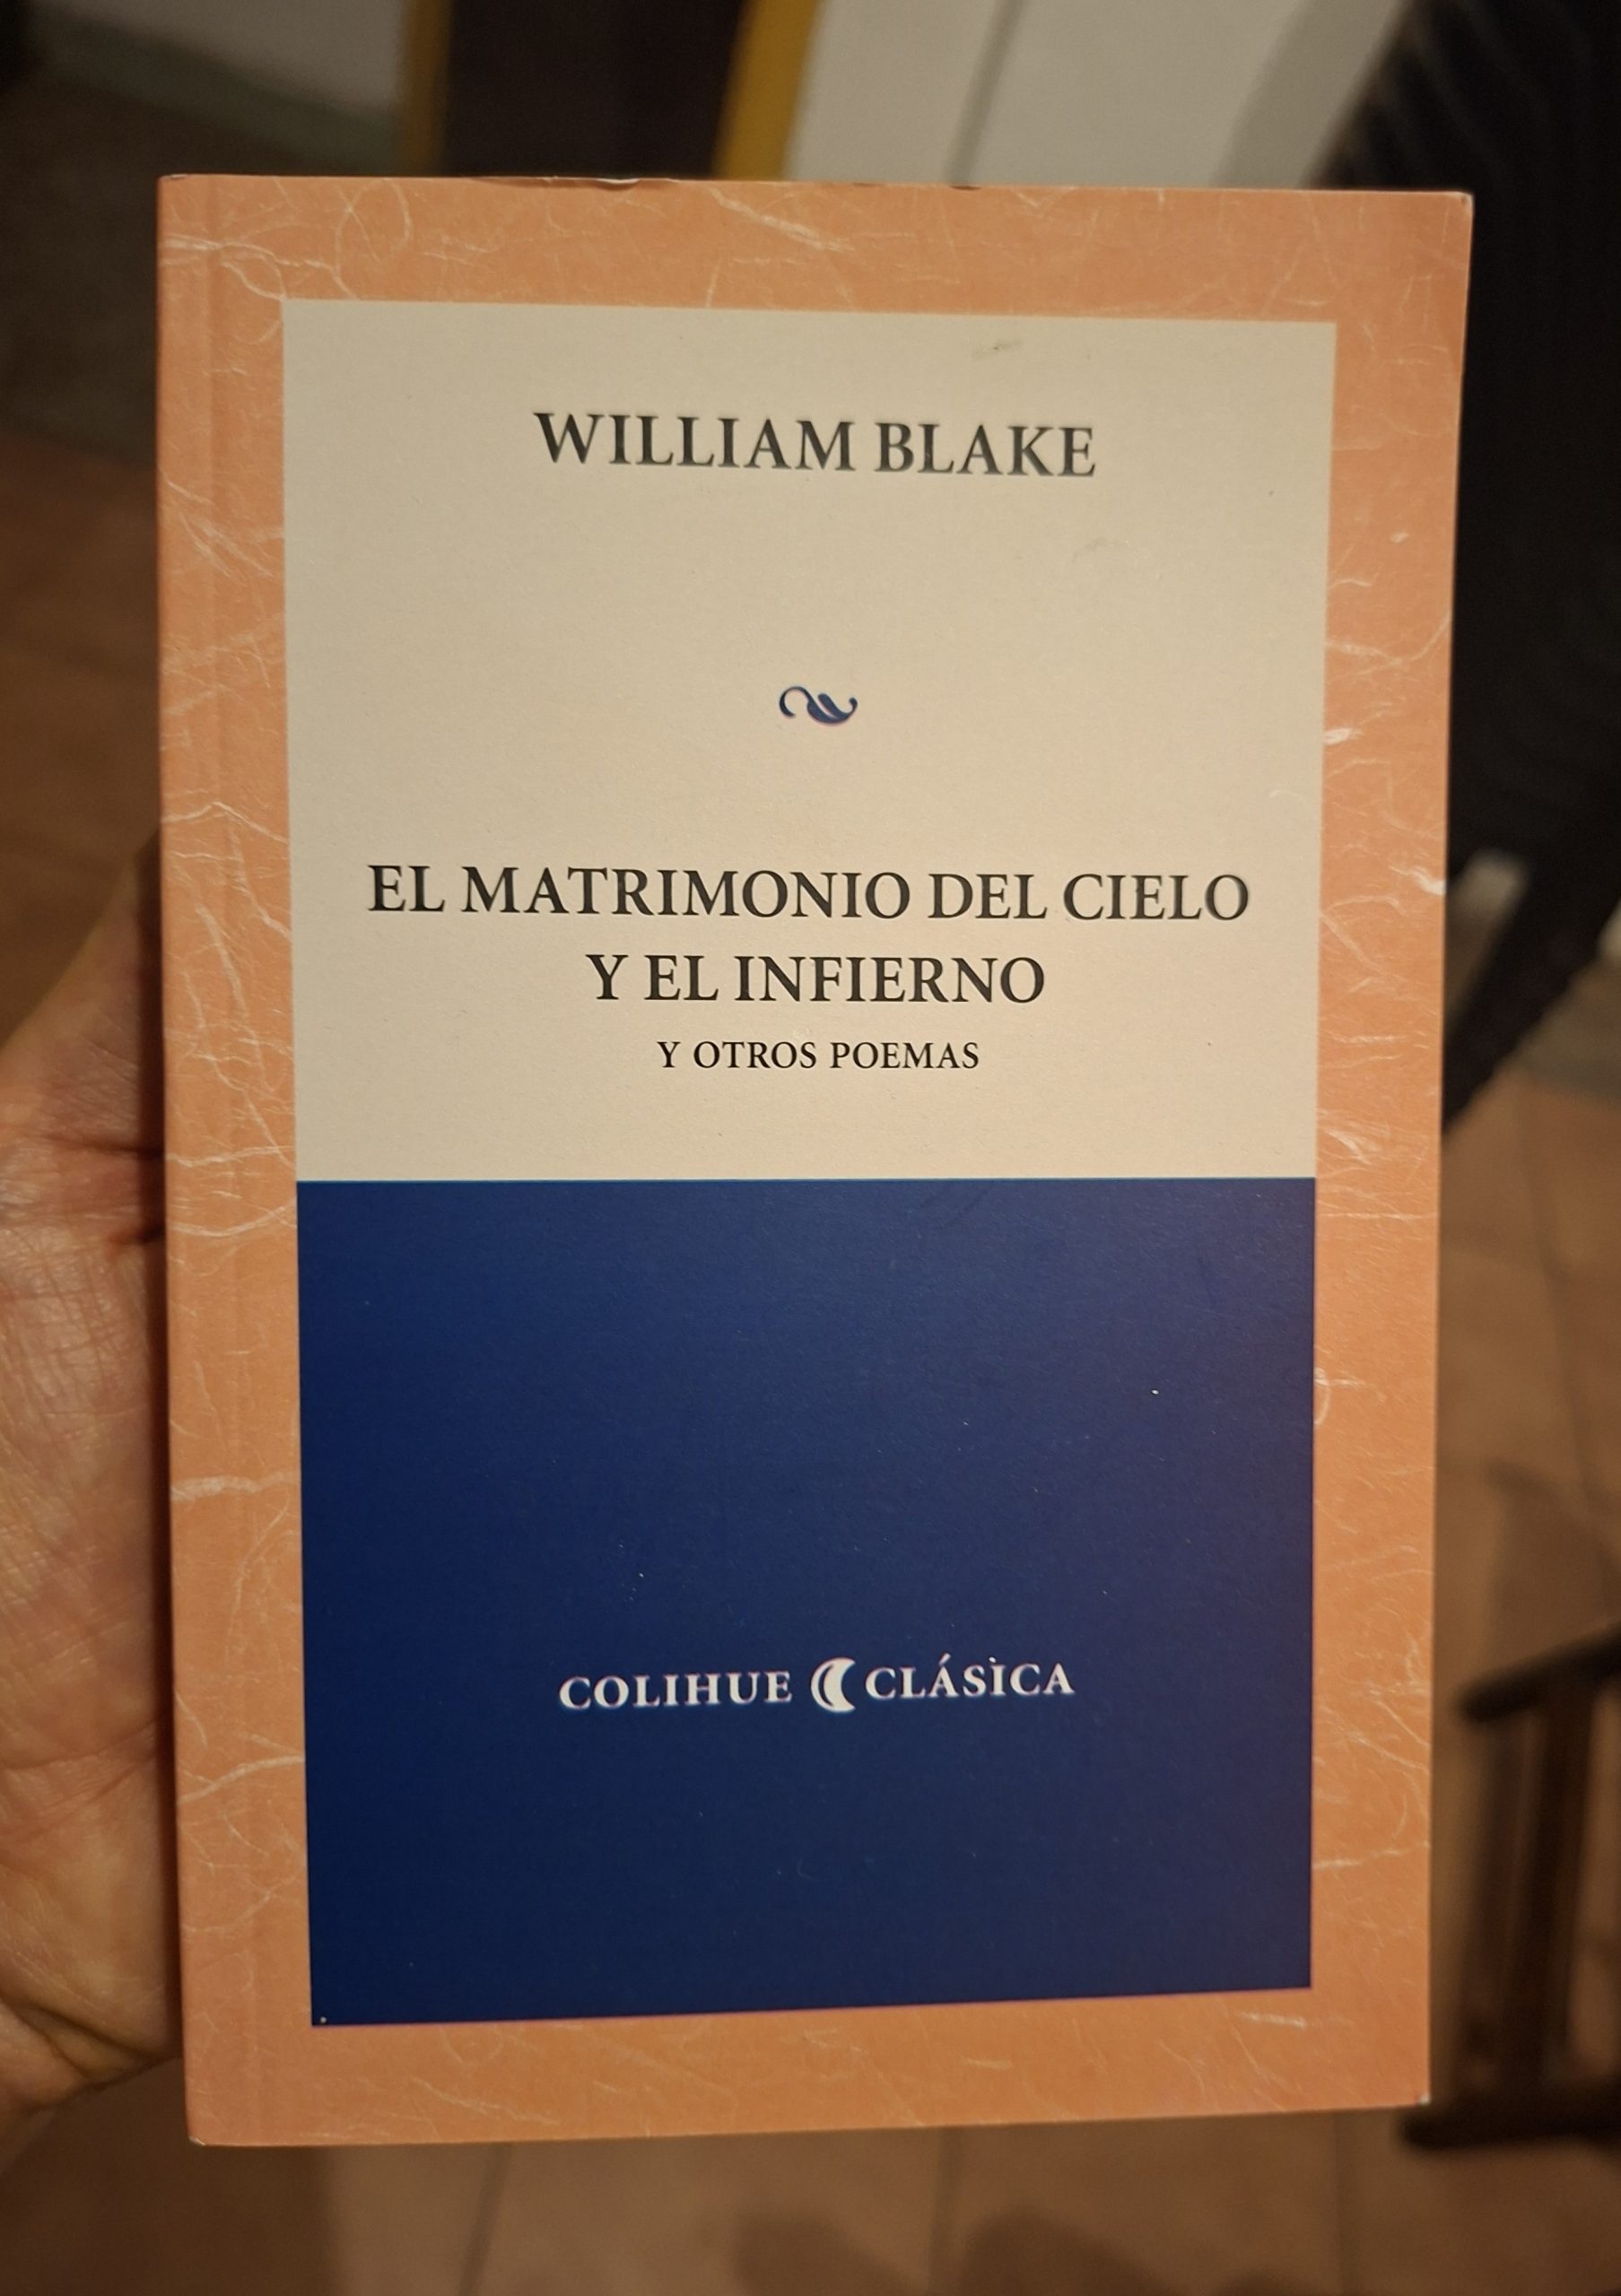 WILLIAM BLAKE
EL MATRIMONIO DEL CIELO
Y EL INFIERNO
Y OTROS POEMAS
COLIHUE CLÁSICA